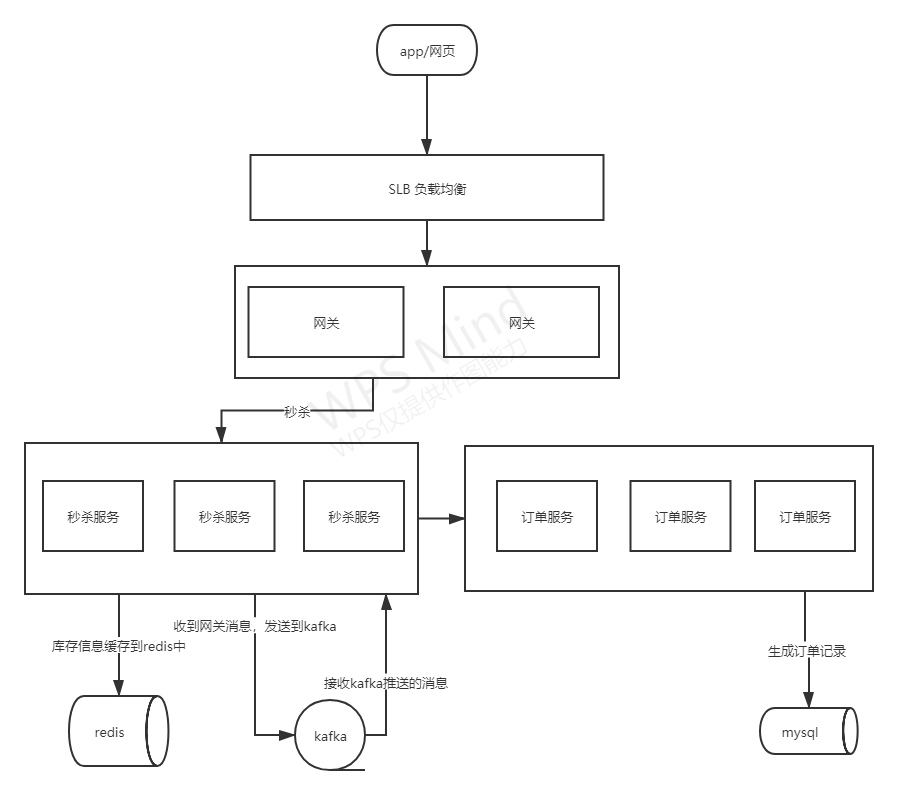 app/网页
SLB 负载均衡
网关
网关
WPS Mind
WPS仅提供作图能力
秒杀
秒杀服务
秒杀服务
秒杀服务
订单服务
订单服务
订单服务
收到网关消息，发送到kafka
库存信息缓存到redis中
生成订单记录
接收kafka推送的消息
redis
kafka
mysql